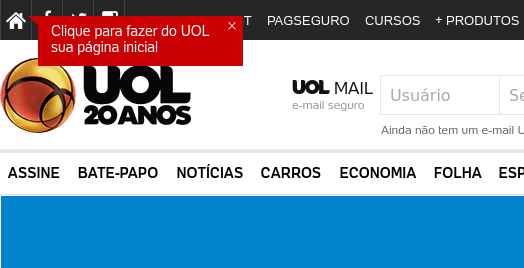 T PAGSEGURO CURSOS + PRODUTOS
Clique para fazer do UOL
sua página inicial
×
UOL
20 ANOS
UOL MAIL
e-mail seguro
Usuário
Se
Ainda não tem um e-mail U
ASSINE BATE-PAPO NOTÍCIAS CARROS ECONOMIA FOLHA ESP